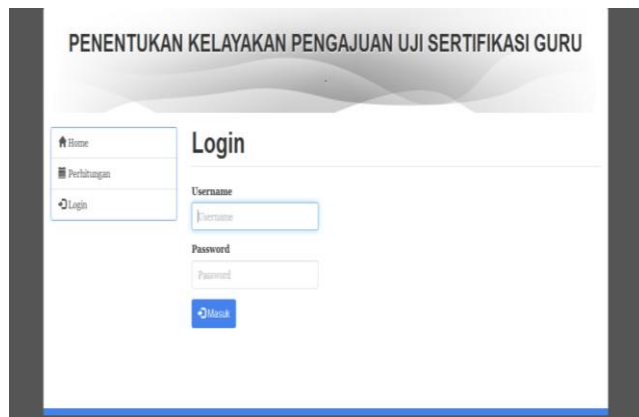 PENENTUKAN KELAYAKAN PENGAJUAN UJI SERTIFIKASI GURU
Home
Perhitungan
Login
Login
Username
Username
Password
Password
Masuk